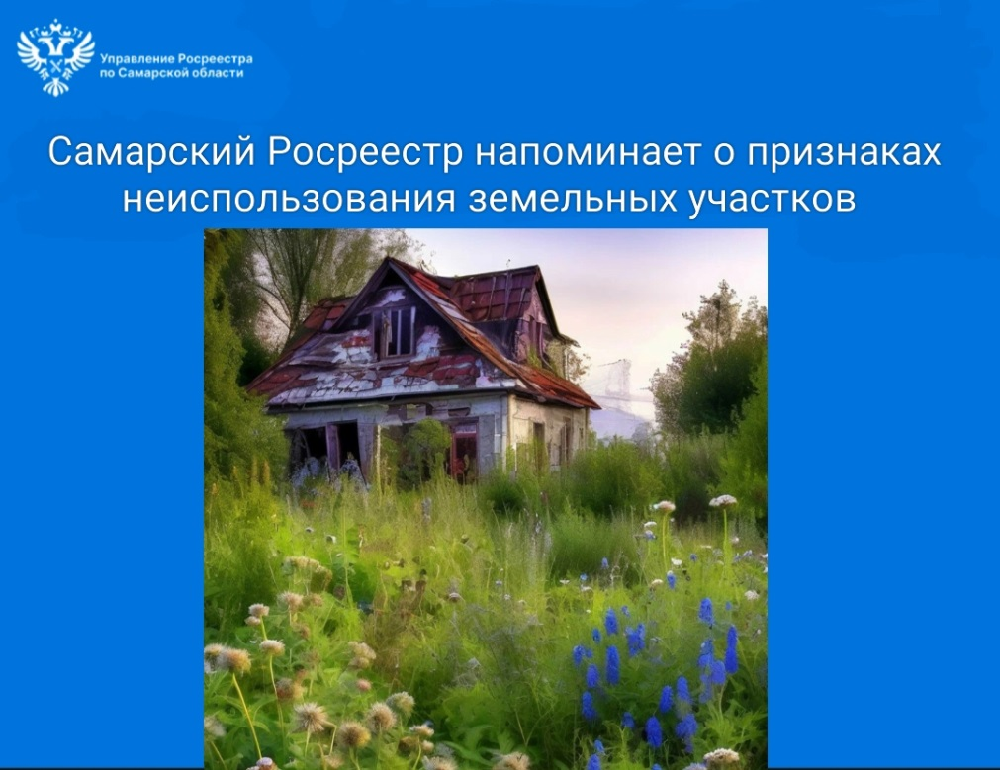 Управление Росреестра
по Самарской области
Самарский Росреестр напоминает о признаках
неиспользования земельных участков